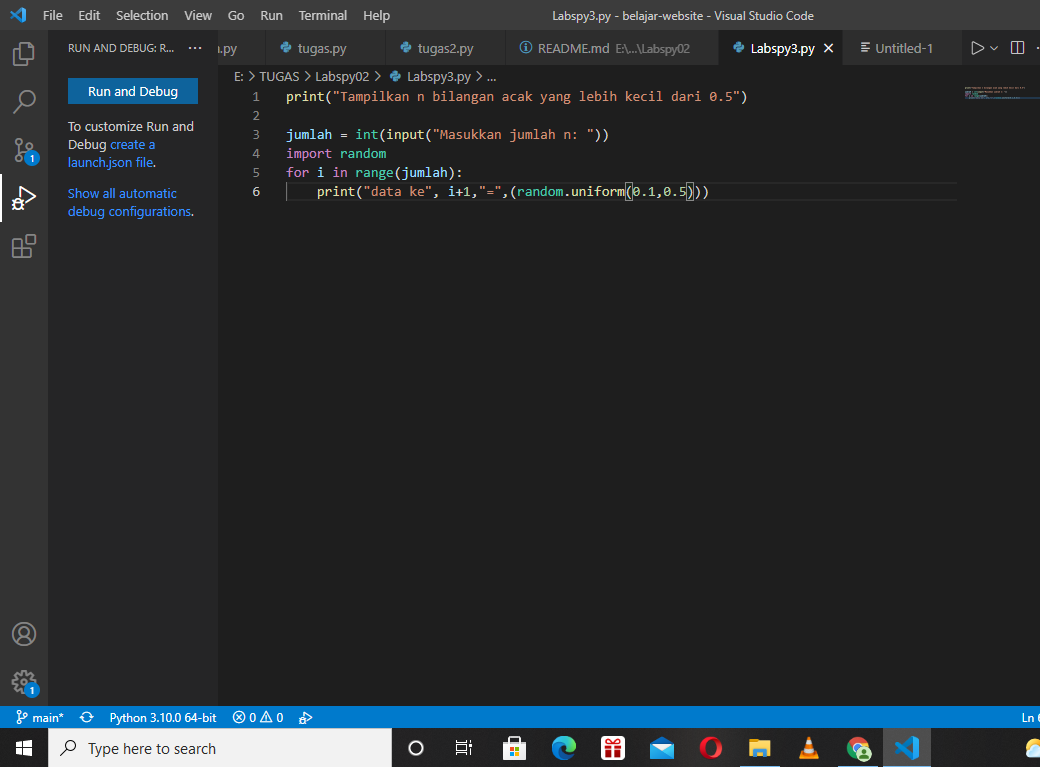 File Edit Selection View Go Run Terminal Help Labspy3.py - belajar-website - Visual Studio Code
RUN AND DEBUG: R... ... .py tugas.py tugas2.py README.md E:\...\Labspy02 Labspy3.py Untitled-1
E: > TUGAS > Labspy02 > Labspy3.py > ...
Run and Debug
To customize Run and
Debug create a
launch.json file.
Show all automatic
debug configurations.
1 print("Tampilkan n bilangan acak yang lebih kecil dari 0.5")
2
3 jumlah = int(input("Masukkan jumlah n: "))
4 import random
5 for i in range(jumlah):
6     print("data ke", i+1,"=",(random.uniform(0.1,0.5)))
1
1
main* Python 3.10.0 64-bit 0 0 Ln 6
Type here to search